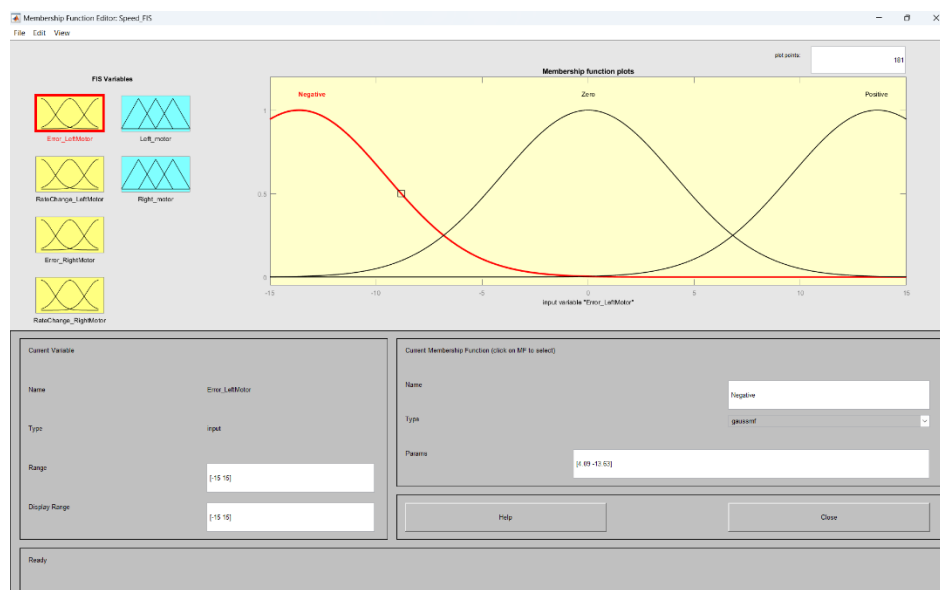 Membership Function Editor: Speed_FIS
File Edit View
FIS Variables
Error_LeftMotor
Left_motor
RateChange_LeftMotor
Right_motor
Error_RightMotor
RateChange_RightMotor
plot points:
181
Membership function plots
Negative
Zero
Positive
1
0.5
0
-15
-10
-5
0
5
10
15
input variable "Error_LeftMotor"
Current Variable
Name
Error_LeftMotor
Type
input
Range
[-15 15]
Display Range
[-15 15]
Current Membership Function (click on MF to select)
Name
Negative
Type
gaussmf
Params
[4.09 -13.63]
Help
Close
Ready